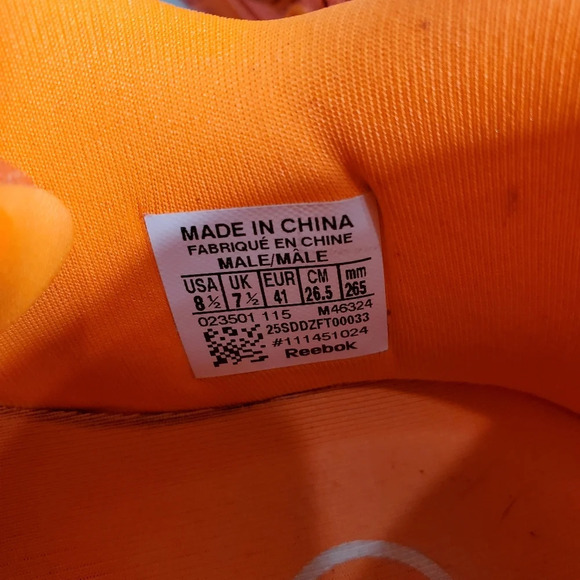 MADE IN CHINA
FABRIQUÉ EN CHINE
MALE/MÂLE
USA UK EUR CM mm
8 ½ 7 ½ 41 26.5 265
023501 115 M46324
25SDDZFT00033
#111451024
Reebok